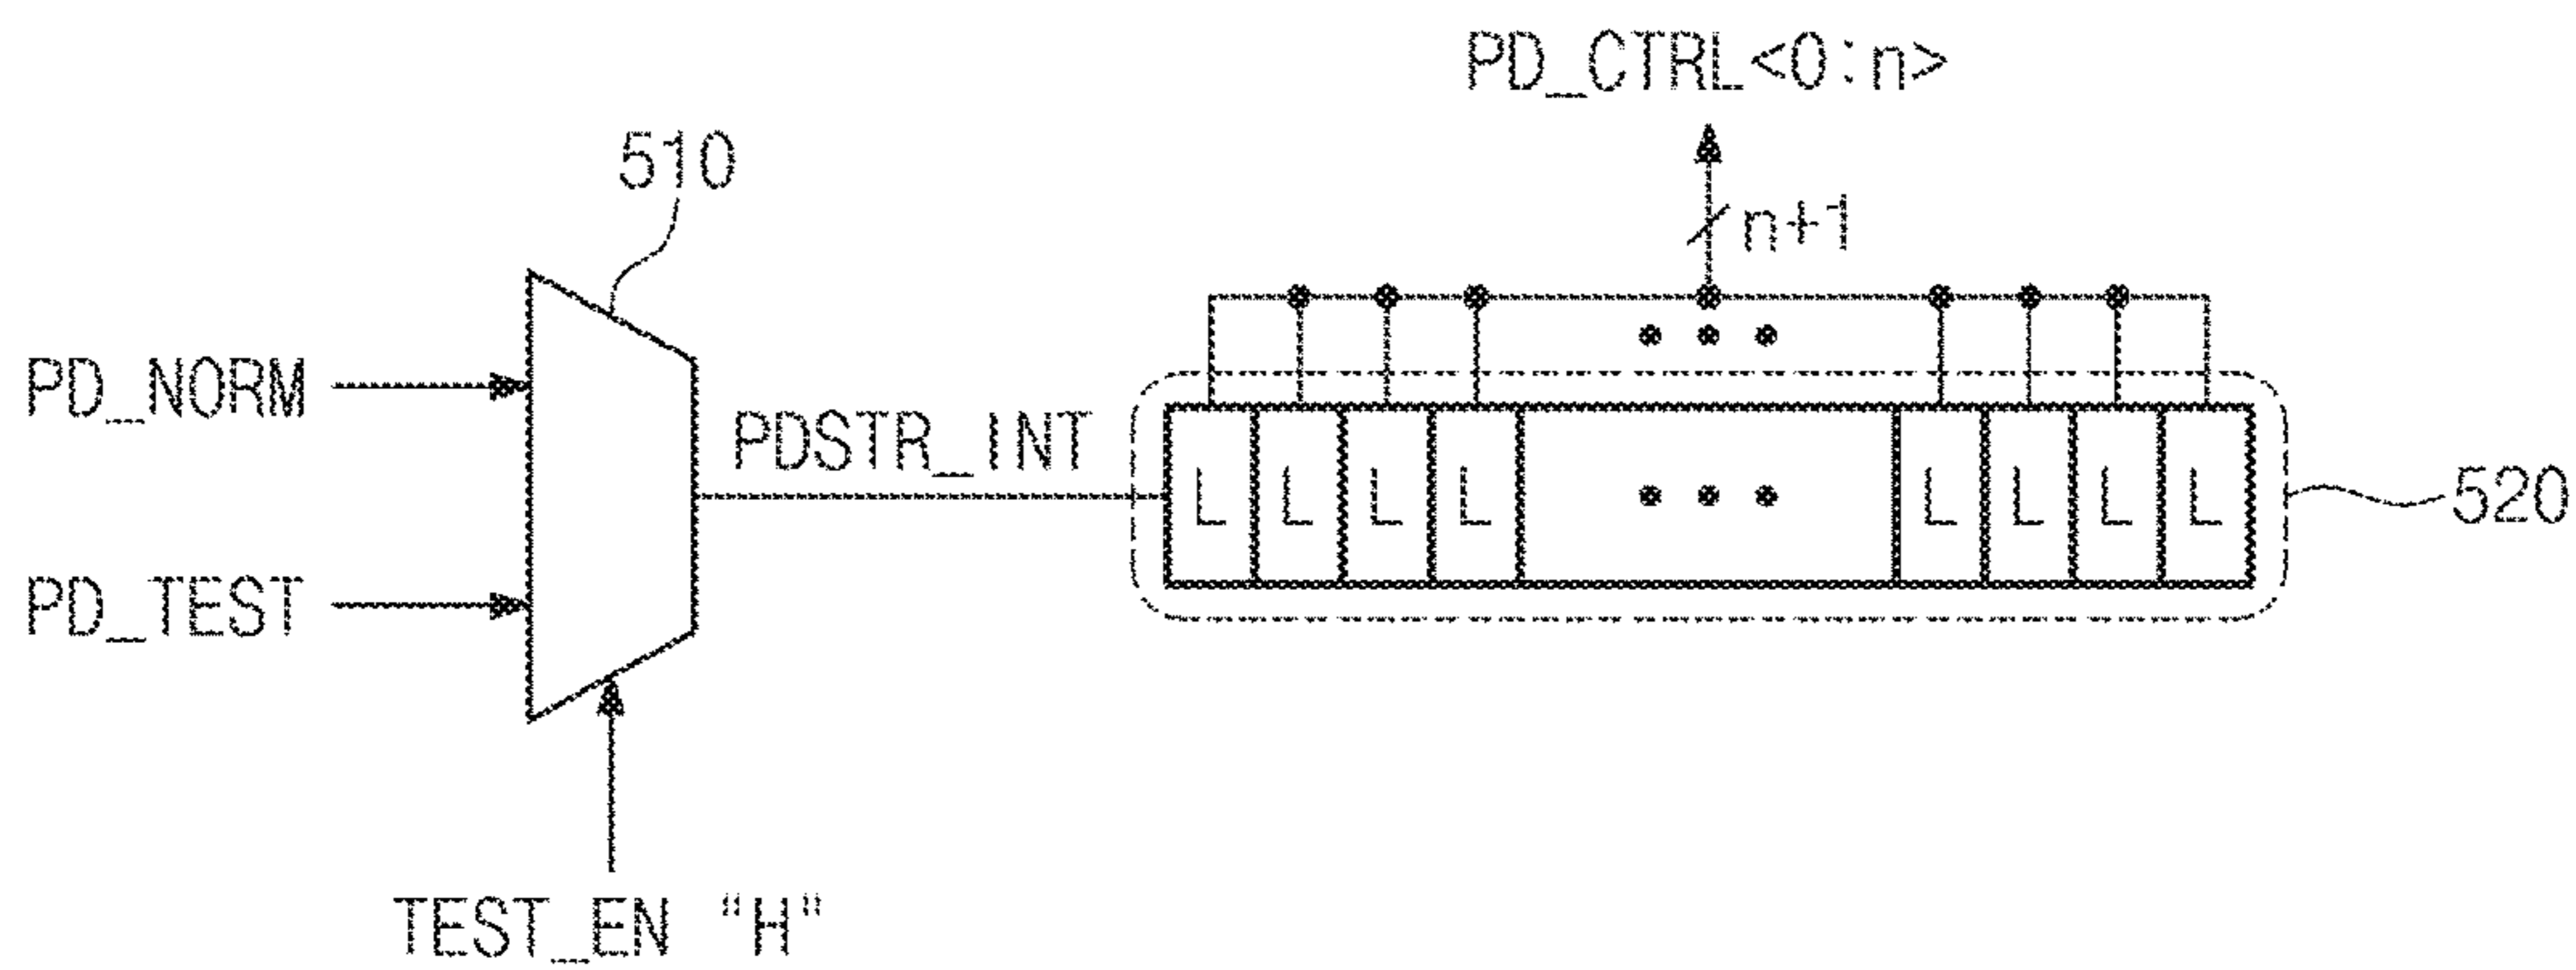 PD_CTRL<0:n>
510
n+1
PD_NORM
PDSTR_INT
L L L L L L L L
520
PD_TEST
TEST_EN "H"